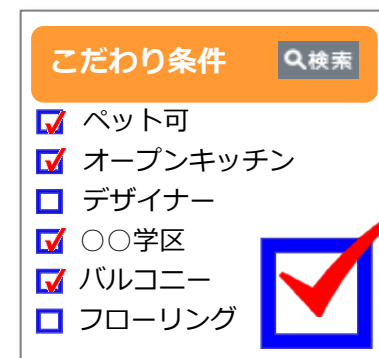 こだわり条件 検索
ペット可
オープンキッチン
デザイナー
○○学区
バルコニー
フローリング